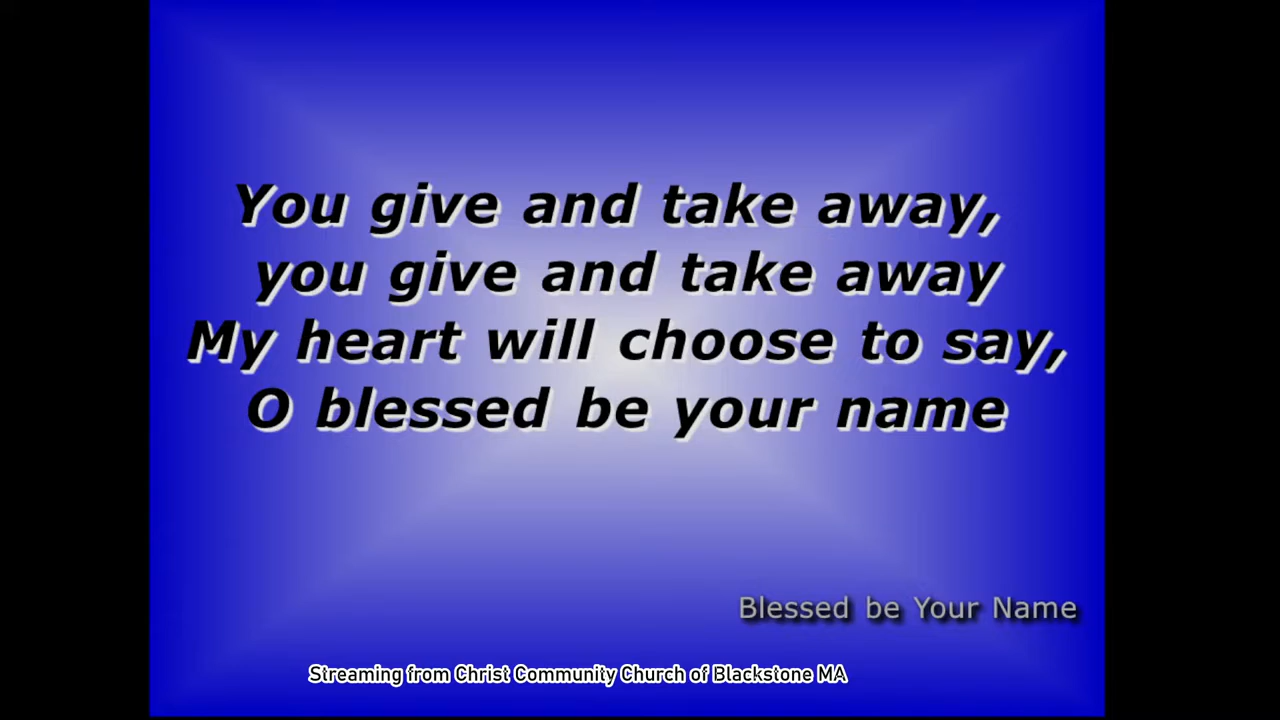 You give and take away,
you give and take away
My heart will choose to say,
O blessed be your name
Blessed be Your Name
Streaming from Christ Community Church of Blackstone MA